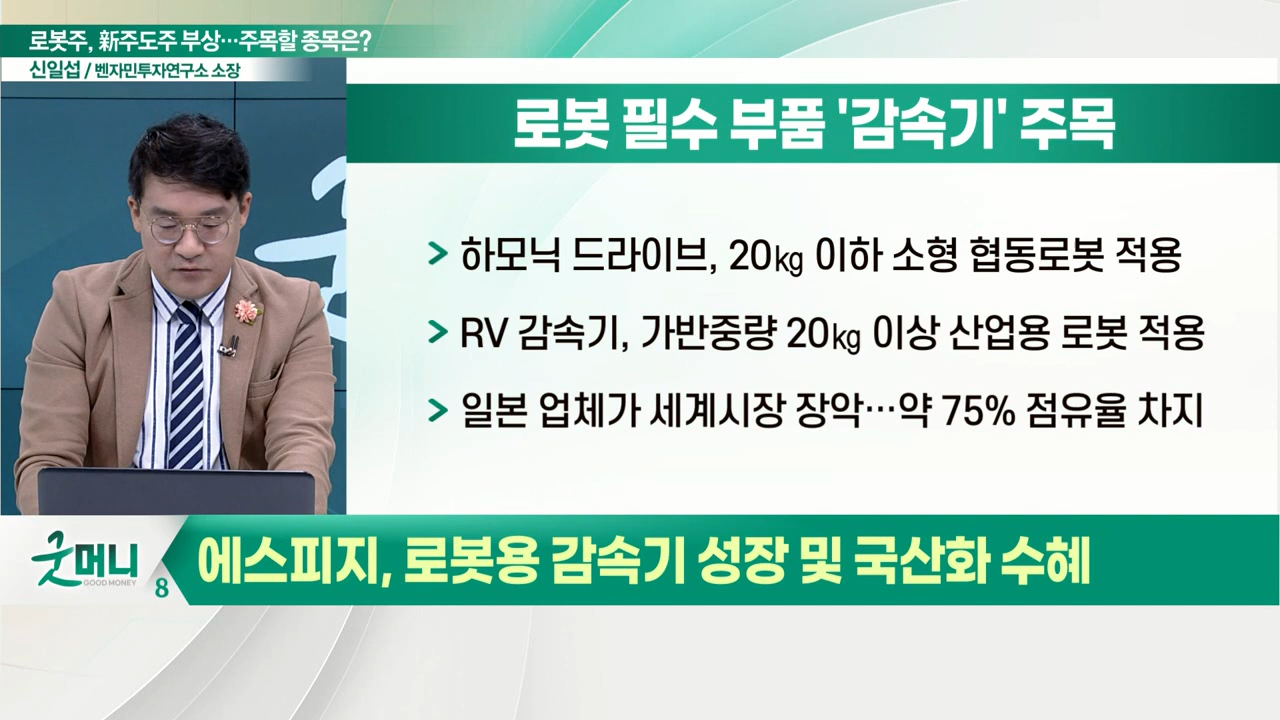 로봇주, 新주도주 부상…주목할 종목은?
신일섭 / 벤자민투자연구소 소장
로봇 필수 부품 '감속기' 주목
> 하모닉 드라이브, 20㎏ 이하 소형 협동로봇 적용
> RV 감속기, 가반중량 20㎏ 이상 산업용 로봇 적용
> 일본 업체가 세계시장 장악…약 75% 점유율 차지
굿머니
GOOD MONEY
8
에스피지, 로봇용 감속기 성장 및 국산화 수혜